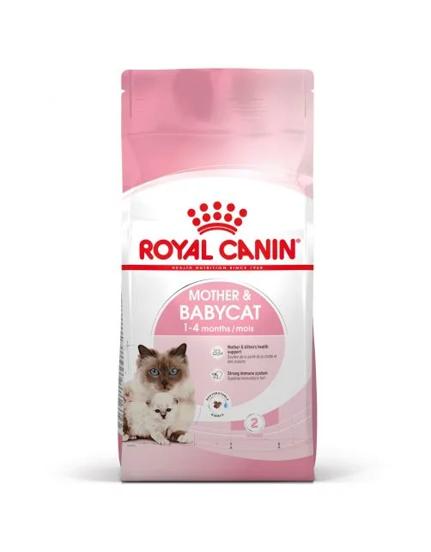 ROYAL CANIN®
HEALTH NUTRITION SINCE 1968
MOTHER &
BABYCAT
1-4 months/mois
Mother & kitten's health
support
Strong immune system
2